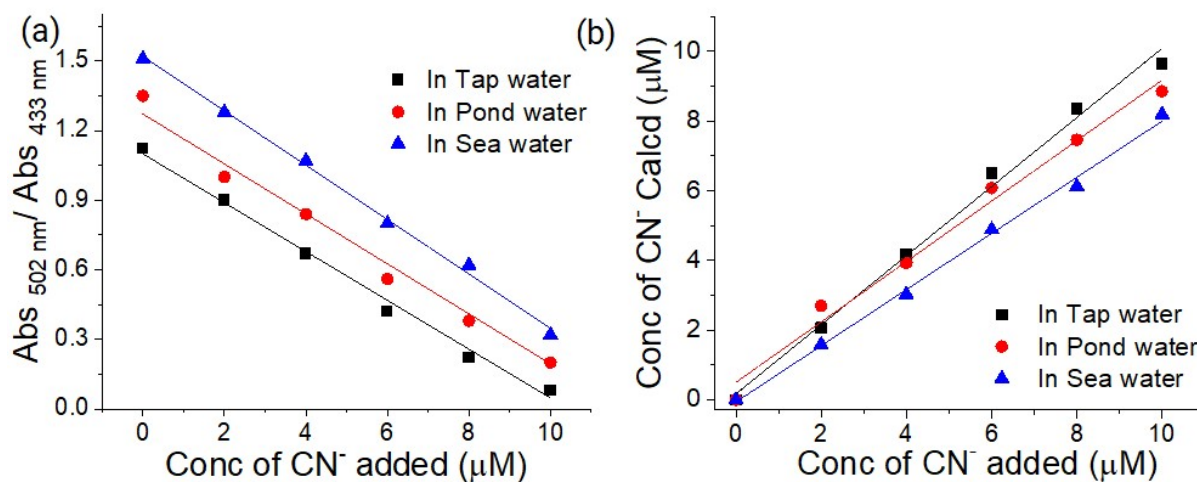 (a)
Abs 502 nm/ Abs 433 nm
1.5
1.2
0.9
0.6
0.3
0.0
In Tap water
In Pond water
In Sea water
0 2 4 6 8 10
Conc of CN⁻ added (μM)
(b)
Conc of CN⁻ Calcd (μM)
10
8
6
4
2
0
In Tap water
In Pond water
In Sea water
0 2 4 6 8 10
Conc of CN⁻ added (μM)